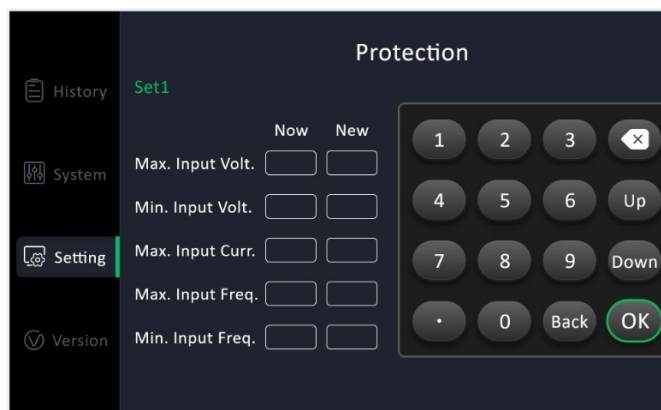 Protection
History
Set1
Now New
Max. Input Volt.
System
Min. Input Volt.
Setting
Max. Input Curr.
Max. Input Freq.
Version
Min. Input Freq.
1 2 3 ×
4 5 6 Up
7 8 9 Down
. 0 Back OK